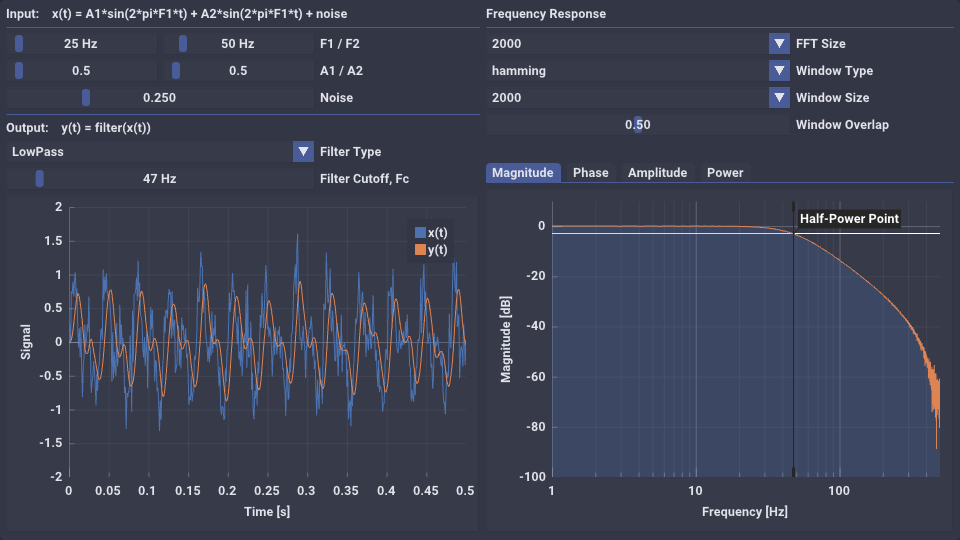 Input: x(t) = A1*sin(2*pi*F1*t) + A2*sin(2*pi*F1*t) + noise
25 Hz 50 Hz F1 / F2
0.5 0.5 A1 / A2
0.250 Noise
Output: y(t) = filter(x(t))
LowPass Filter Type
47 Hz Filter Cutoff, Fc
2
1.5
1
0.5
0
-0.5
-1
-1.5
-2
Signal
x(t)
y(t)
0 0.05 0.1 0.15 0.2 0.25 0.3 0.35 0.4 0.45 0.5
Time [s]
Frequency Response
2000 FFT Size
hamming Window Type
2000 Window Size
0.50 Window Overlap
Magnitude Phase Amplitude Power
Half-Power Point
0
-20
-40
-60
-80
-100
Magnitude [dB]
1 10 100
Frequency [Hz]